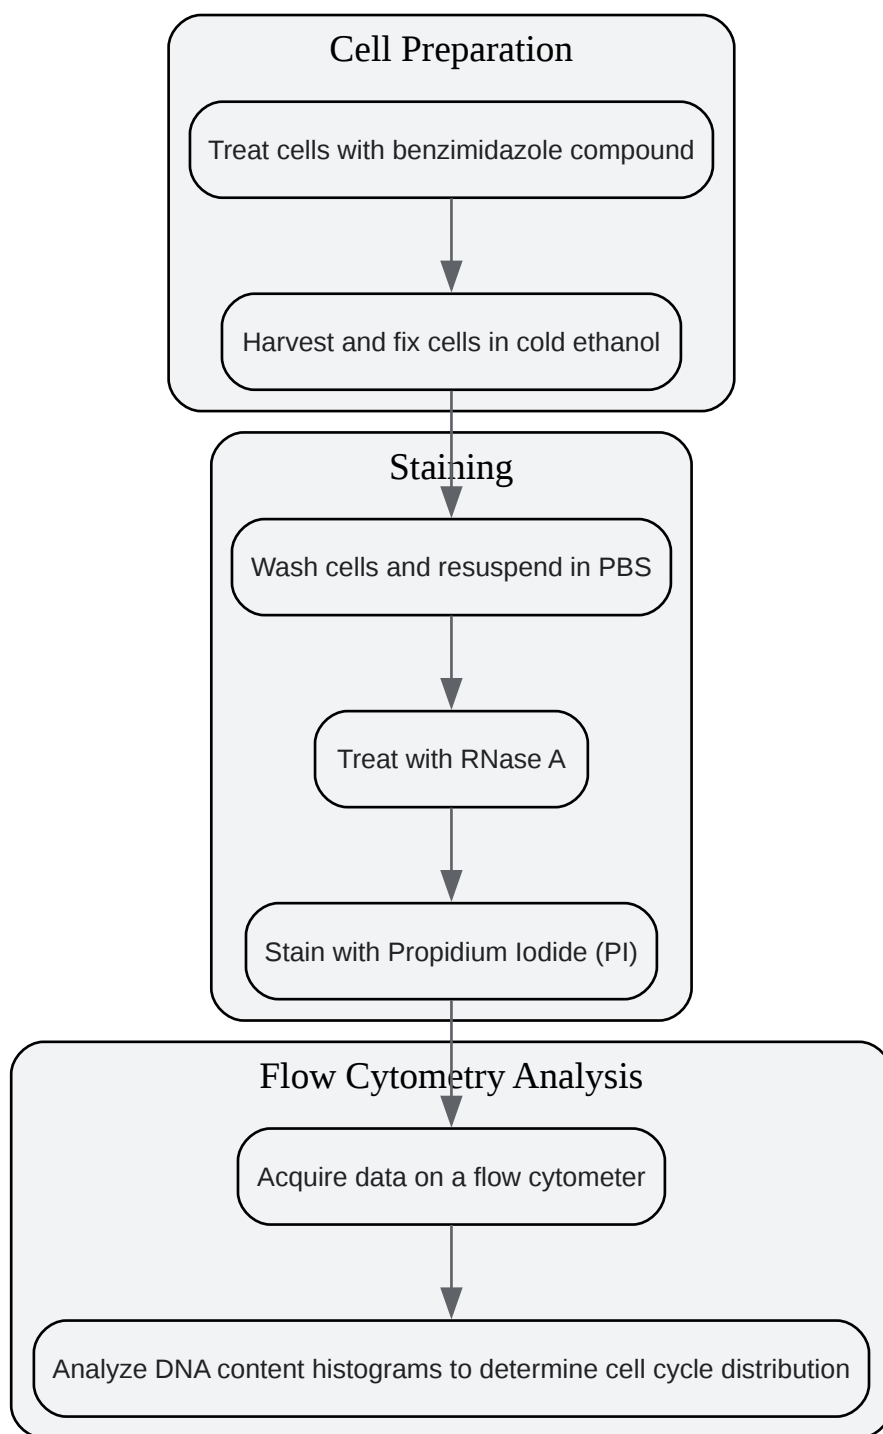 Cell Preparation
Treat cells with benzimidazole compound
Harvest and fix cells in cold ethanol
Staining
Wash cells and resuspend in PBS
Treat with RNase A
Stain with Propidium Iodide (PI)
Flow Cytometry Analysis
Acquire data on a flow cytometer
Analyze DNA content histograms to determine cell cycle distribution